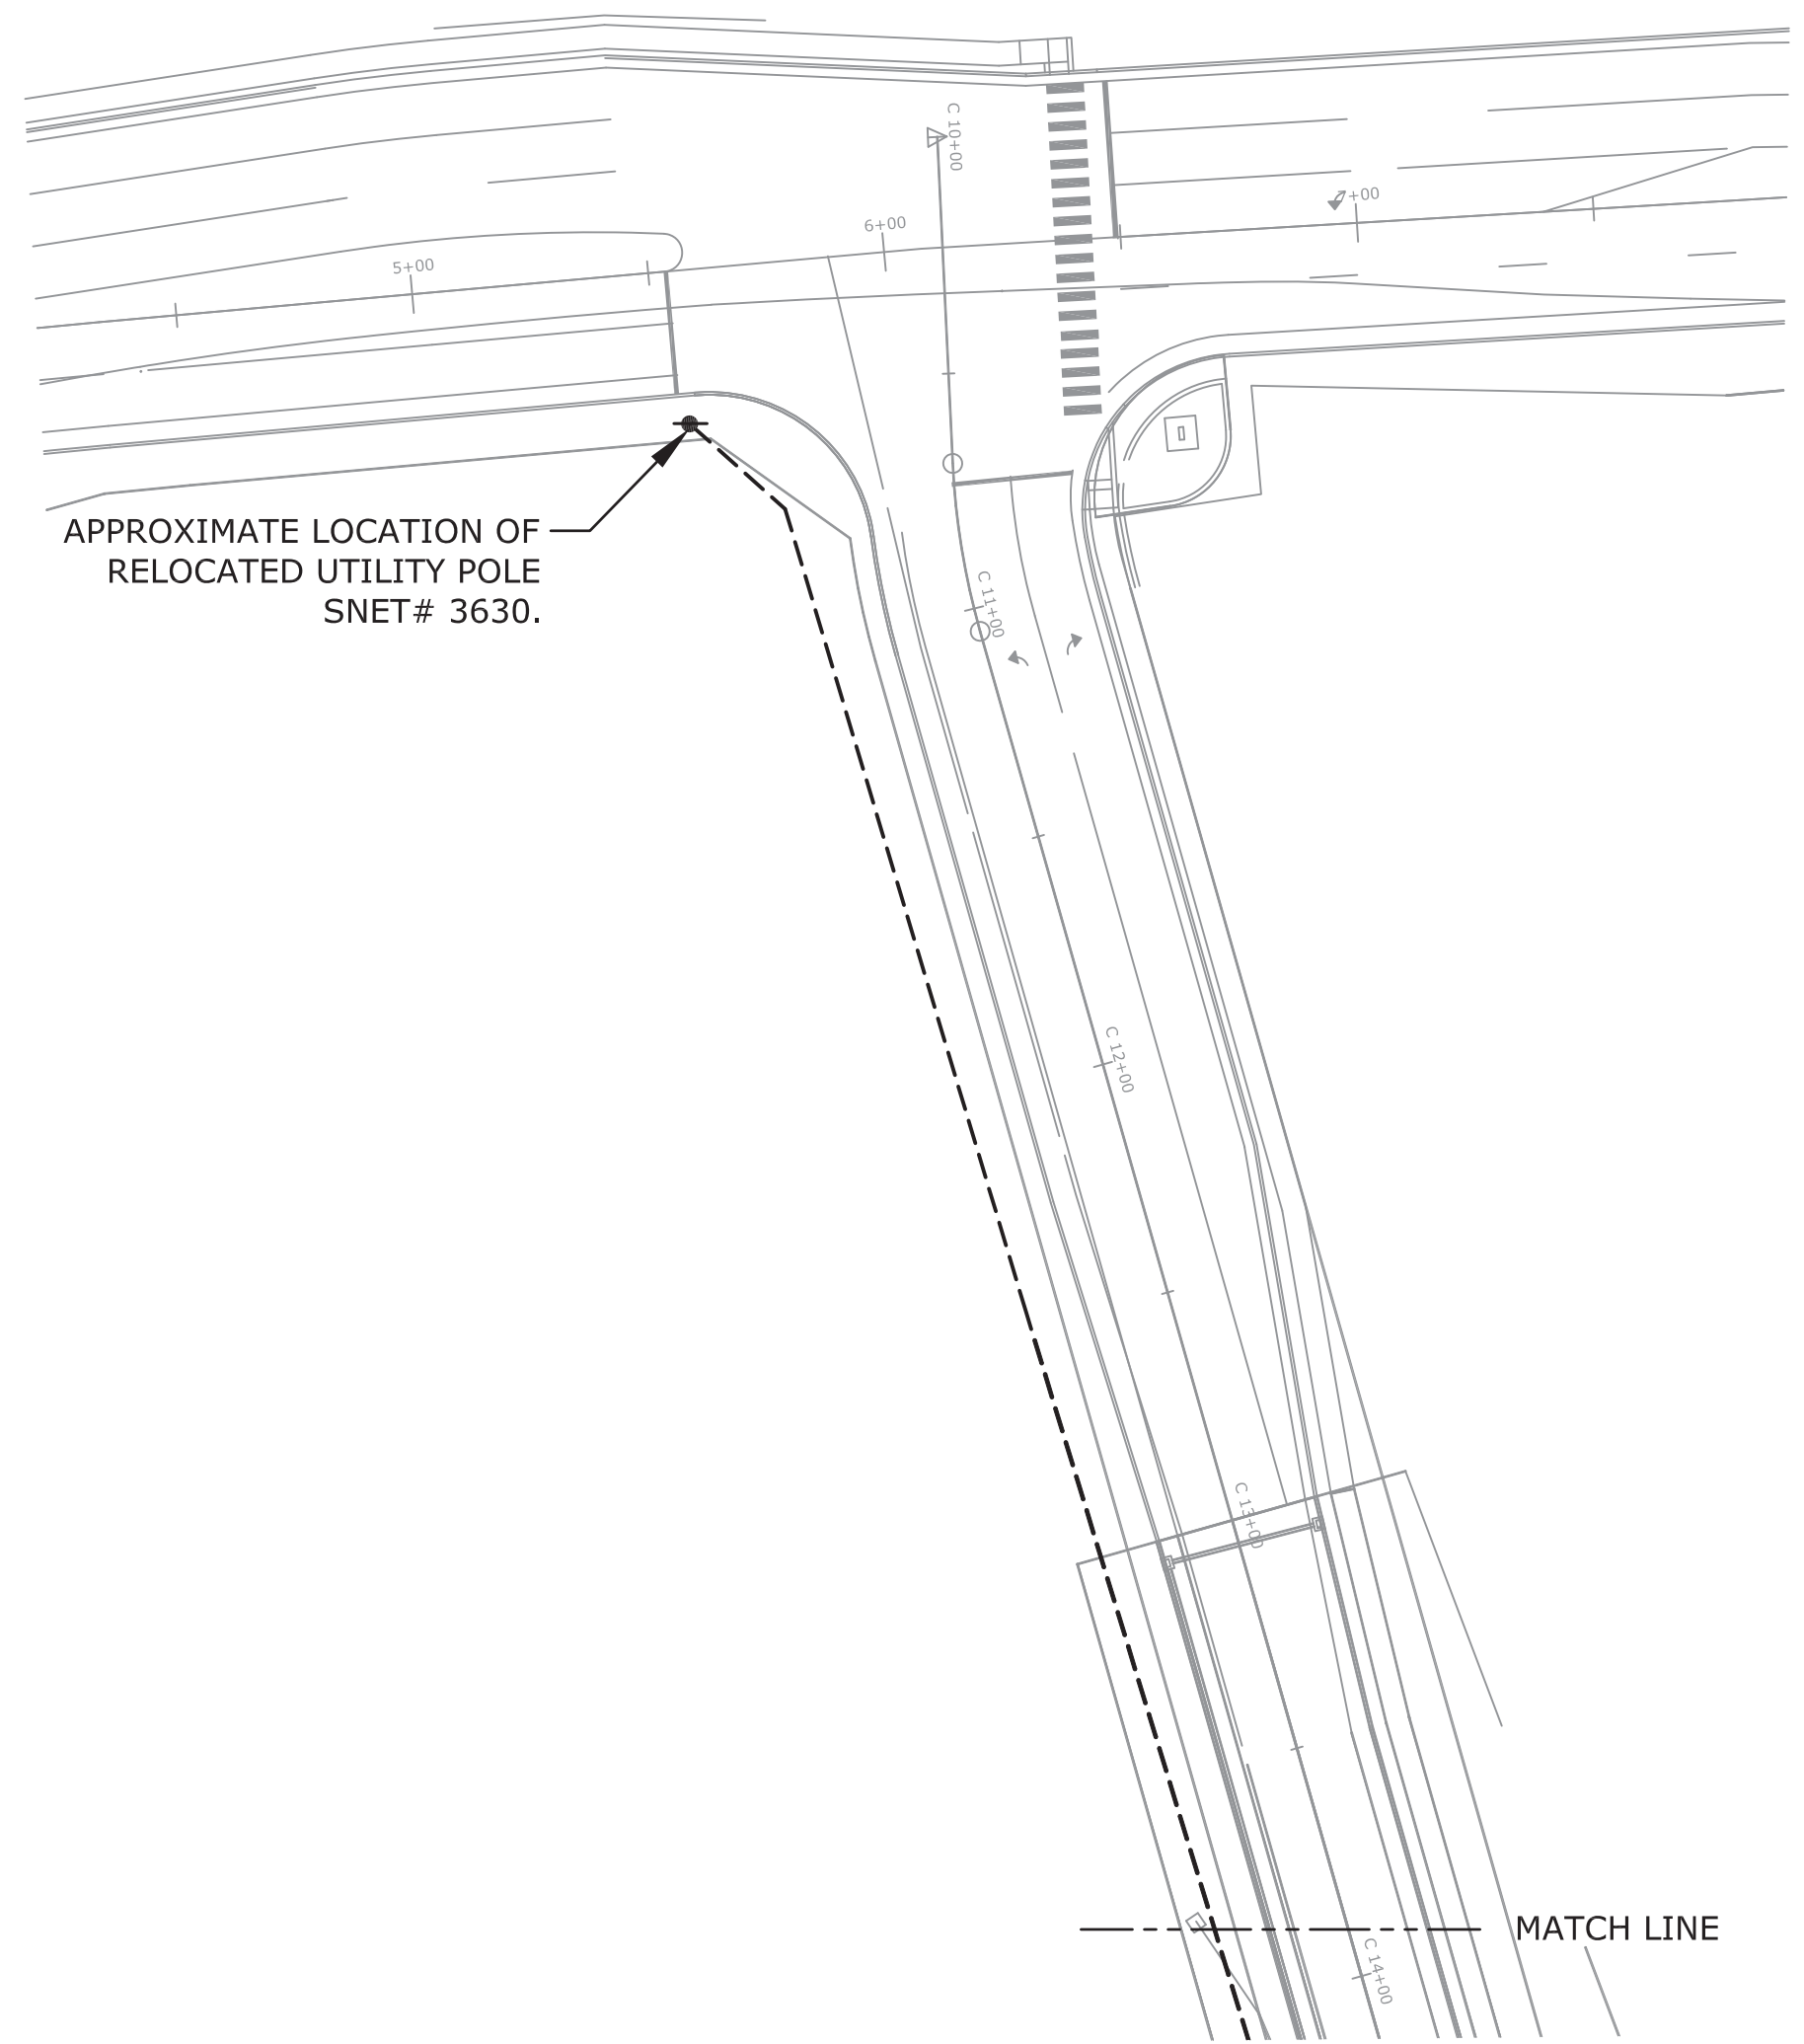 C 10+00
6+00
7+00
5+00
APPROXIMATE LOCATION OF
RELOCATED UTILITY POLE
SNET# 3630.
C 11+00
C 12+00
C 13+00
MATCH LINE
C 14+00